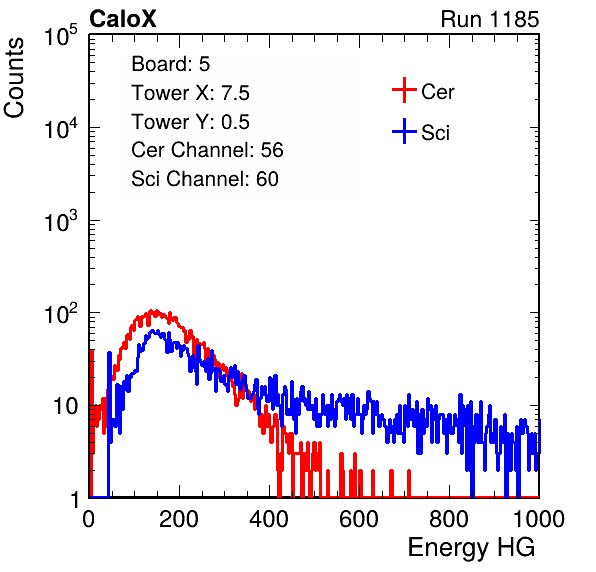 CaloX Run 1185
Counts
10^5
10^4
10^3
10^2
10
1
Board: 5
Tower X: 7.5
Tower Y: 0.5
Cer Channel: 56
Sci Channel: 60
Cer
Sci
0 200 400 600 800 1000
Energy HG